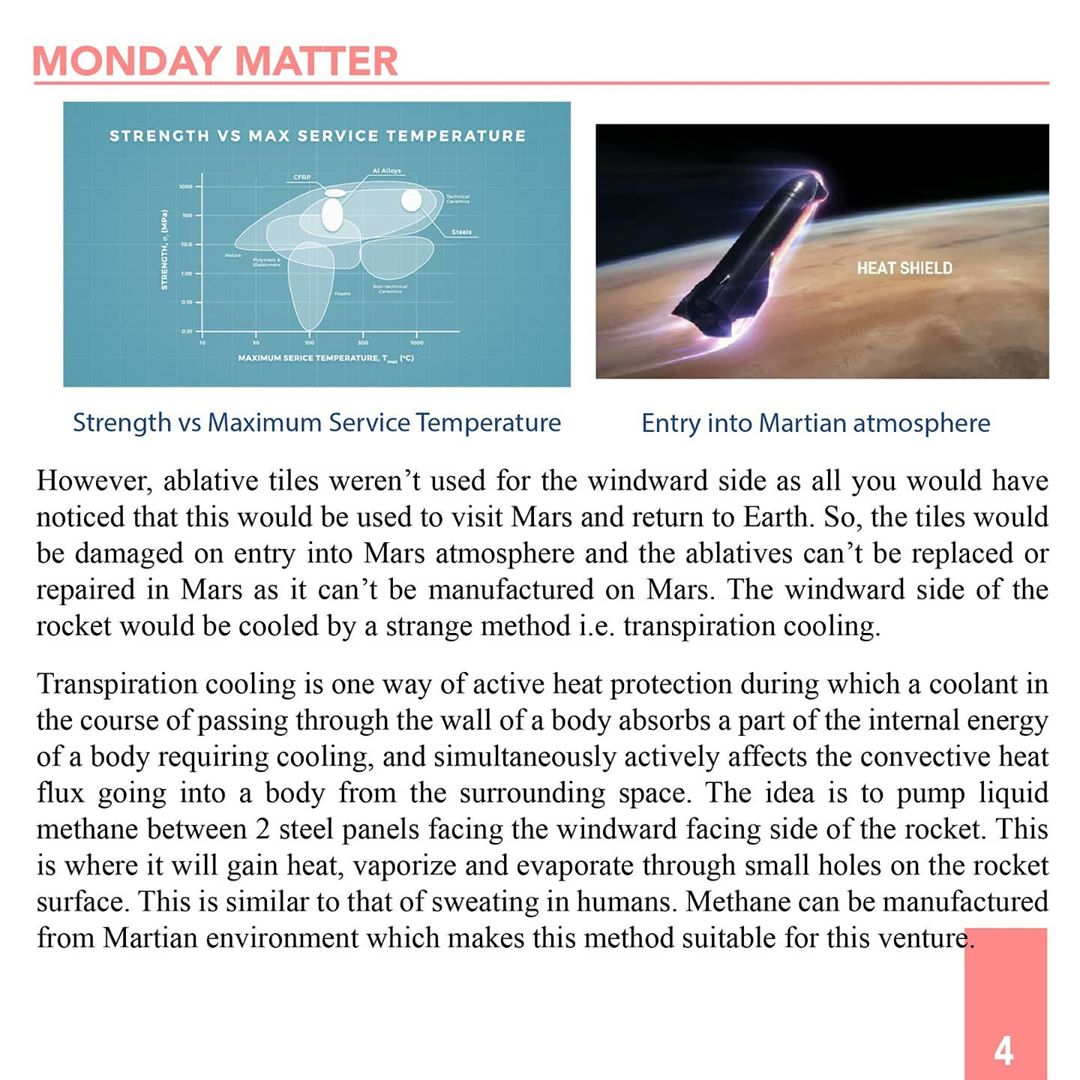 MONDAY MATTER
STRENGTH VS MAX SERVICE TEMPERATURE
CFRP
Al Alloys
Technical
Ceramics
Steels
Metals
Polymers &
Elastomers
Foams
Non-technical
Ceramics
STRENGTH, σ (MPa)
1000
100
10.0
1.00
0.10
0.01
10 30 100 300 1000
MAXIMUM SERICE TEMPERATURE, Tmax (°C)
HEAT SHIELD
Strength vs Maximum Service Temperature
Entry into Martian atmosphere
However, ablative tiles weren’t used for the windward side as all you would have
noticed that this would be used to visit Mars and return to Earth. So, the tiles would
be damaged on entry into Mars atmosphere and the ablatives can’t be replaced or
repaired in Mars as it can’t be manufactured on Mars. The windward side of the
rocket would be cooled by a strange method i.e. transpiration cooling.
Transpiration cooling is one way of active heat protection during which a coolant in
the course of passing through the wall of a body absorbs a part of the internal energy
of a body requiring cooling, and simultaneously actively affects the convective heat
flux going into a body from the surrounding space. The idea is to pump liquid
methane between 2 steel panels facing the windward facing side of the rocket. This
is where it will gain heat, vaporize and evaporate through small holes on the rocket
surface. This is similar to that of sweating in humans. Methane can be manufactured
from Martian environment which makes this method suitable for this venture.
4